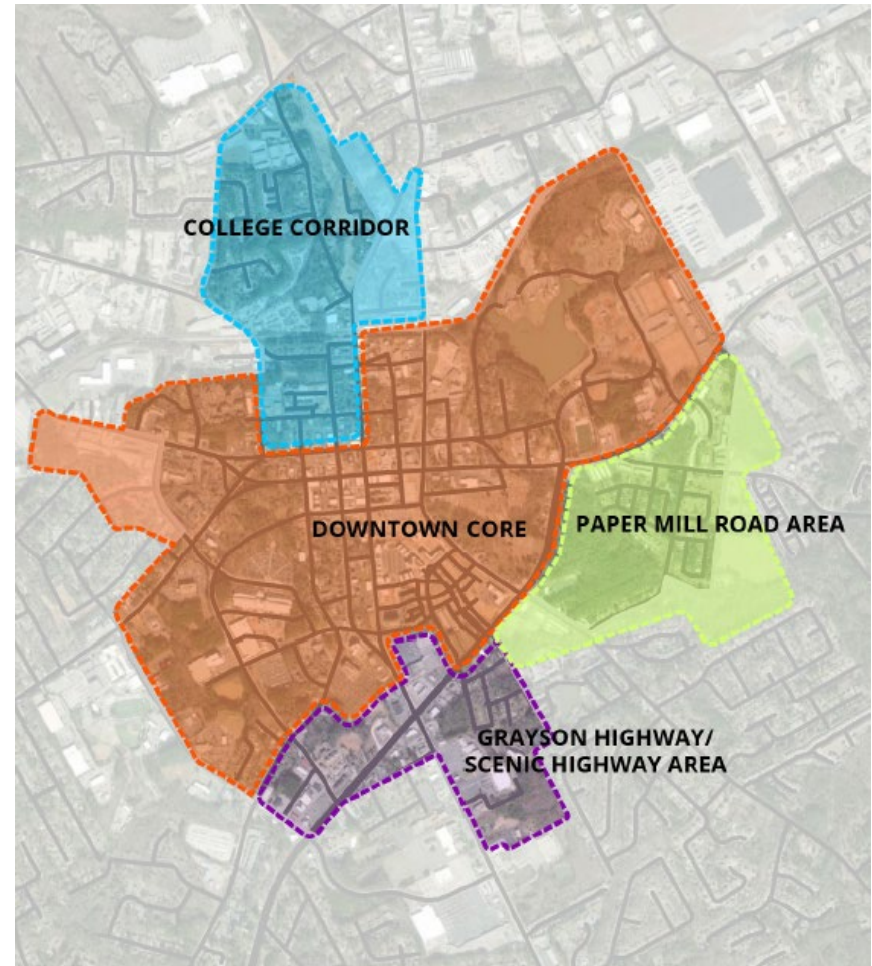 COLLEGE CORRIDOR
DOWNTOWN CORE
PAPER MILL ROAD AREA
GRAYSON HIGHWAY/
SCENIC HIGHWAY AREA